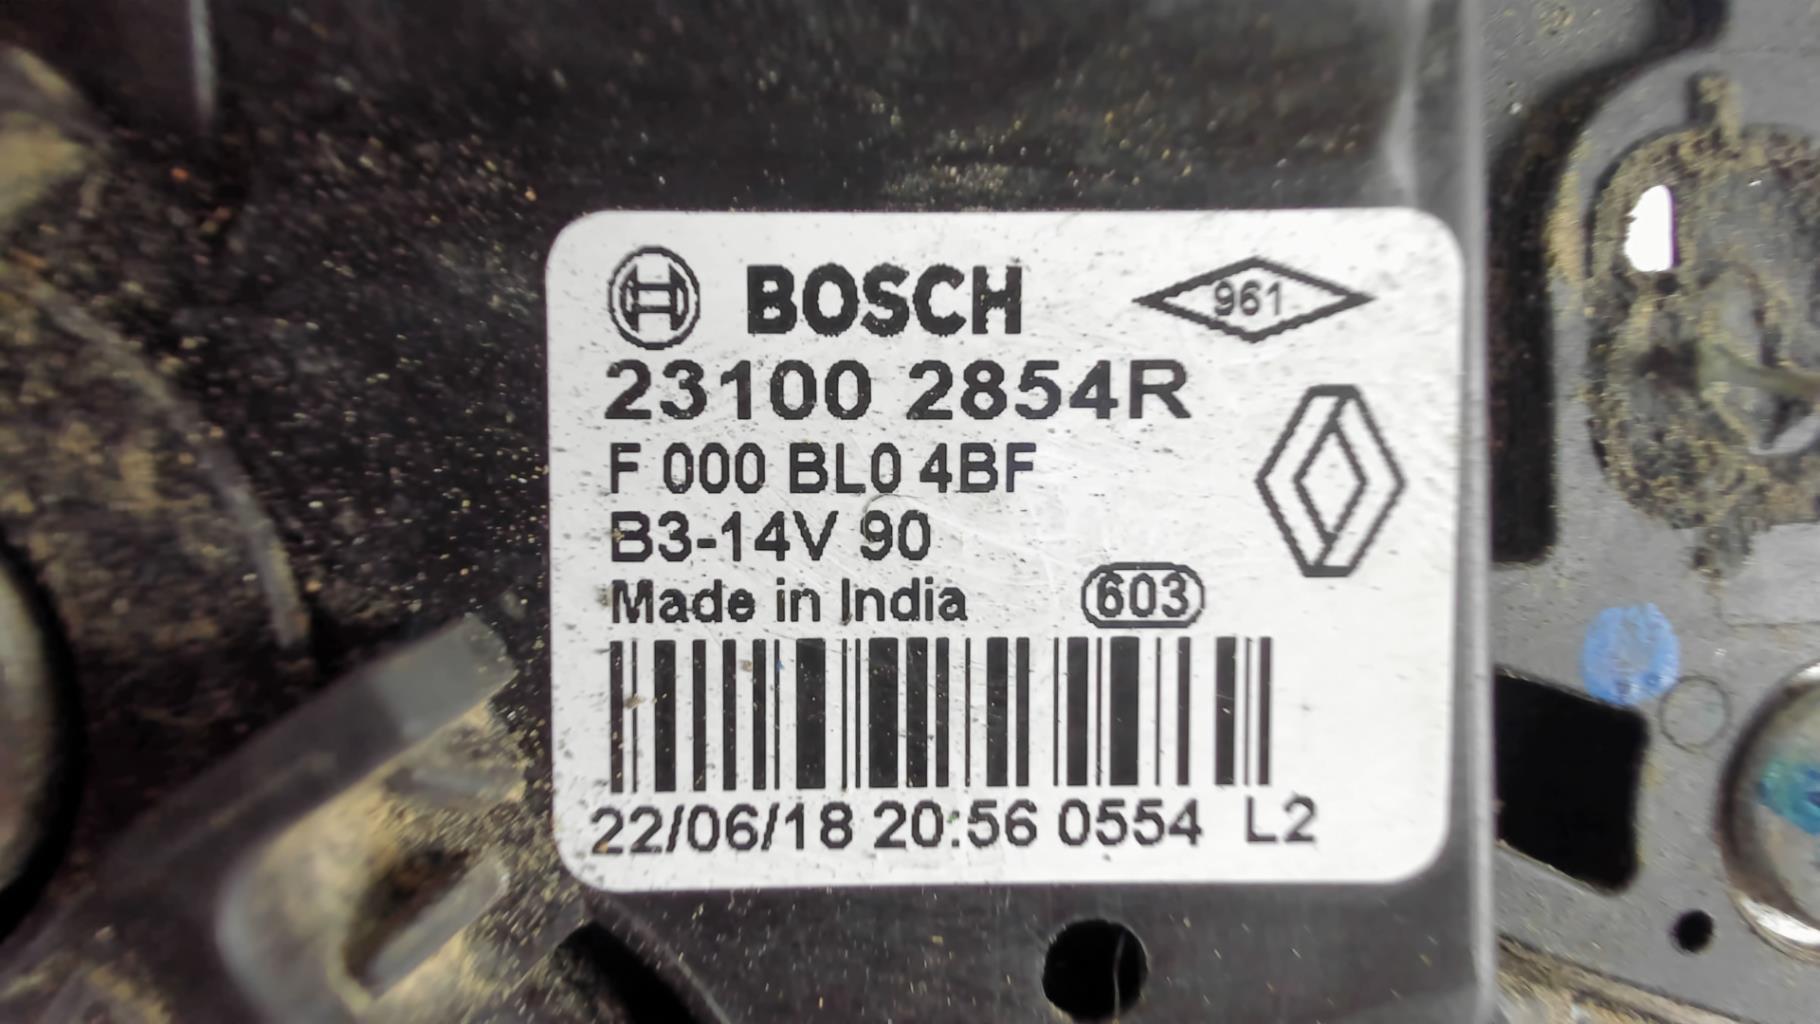 BOSCH 961
23100 2854R
F 000 BL0 4BF
B3-14V 90
Made in India 603
22/06/18 20:56 0554 L2